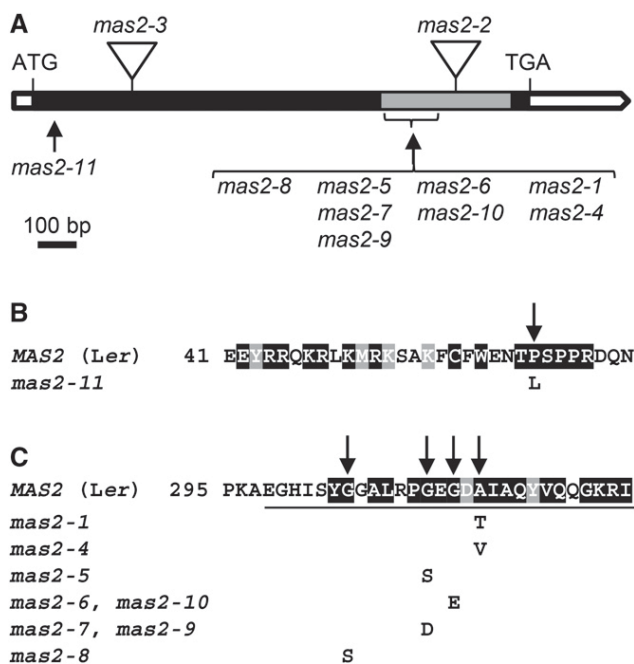 A
mas2-3 mas2-2
ATG TGA
mas2-11
mas2-8 mas2-5 mas2-6 mas2-1
mas2-7 mas2-10 mas2-4
mas2-9
100 bp
B
MAS2 (Ler) 41 EEYRRQKRLKMRKSAKFCFWENTPSPPRDQN
mas2-11 L
C
MAS2 (Ler) 295 PKAEGHISYGGALRPGEGDAIAQYVQQGKRI
mas2-1 T
mas2-4 V
mas2-5 S
mas2-6, mas2-10 E
mas2-7, mas2-9 D
mas2-8 S